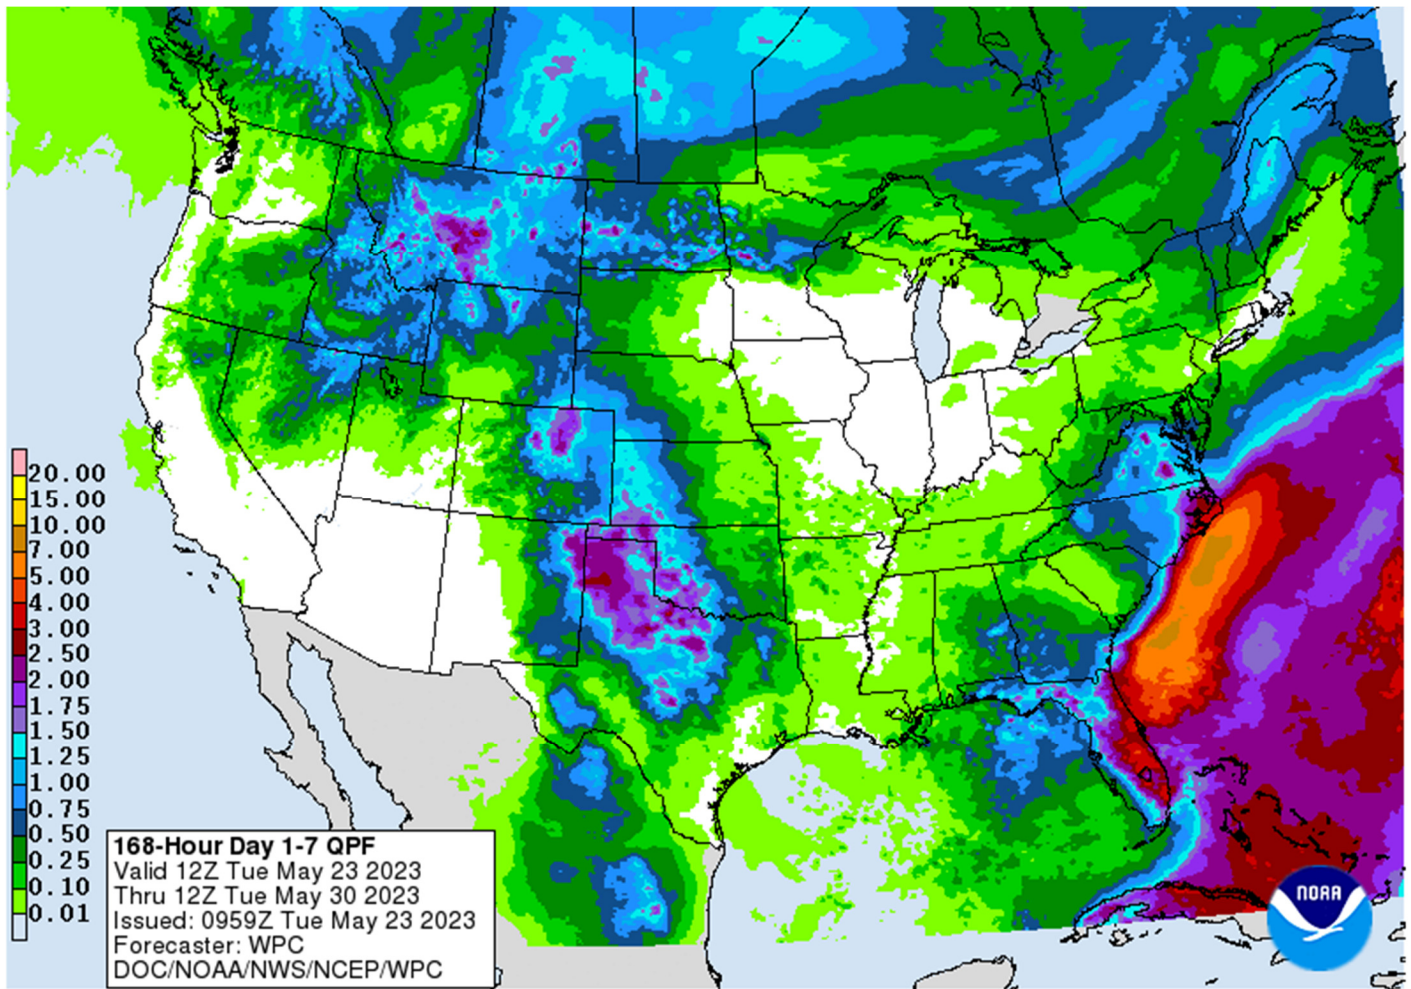 20.00
15.00
10.00
7.00
5.00
4.00
3.00
2.50
2.00
1.75
1.50
1.25
1.00
0.75
0.50
0.25
0.10
0.01
168-Hour Day 1-7 QPF
Valid 12Z Tue May 23 2023
Thru 12Z Tue May 30 2023
Issued: 0959Z Tue May 23 2023
Forecaster: WPC
DOC/NOAA/NWS/NCEP/WPC
NOAA